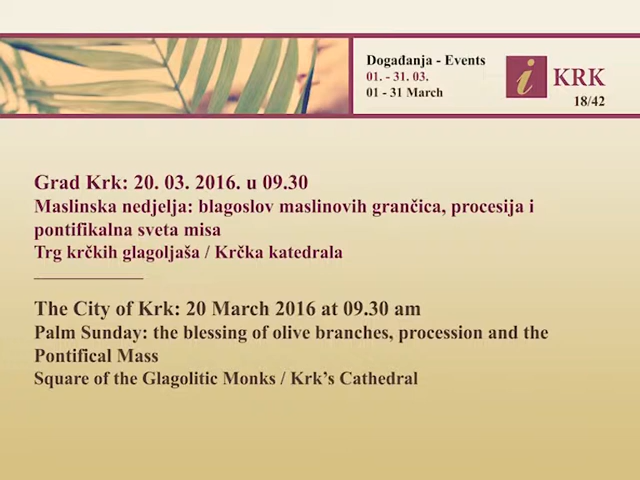 Događanja - Events
01. - 31. 03.
01 - 31 March
i KRK
18/42
Grad Krk: 20. 03. 2016. u 09.30
Maslinska nedjelja: blagoslov maslinovih grančica, procesija i
pontifikalna sveta misa
Trg krčkih glagoljaša / Krčka katedrala
The City of Krk: 20 March 2016 at 09.30 am
Palm Sunday: the blessing of olive branches, procession and the
Pontifical Mass
Square of the Glagolitic Monks / Krk’s Cathedral